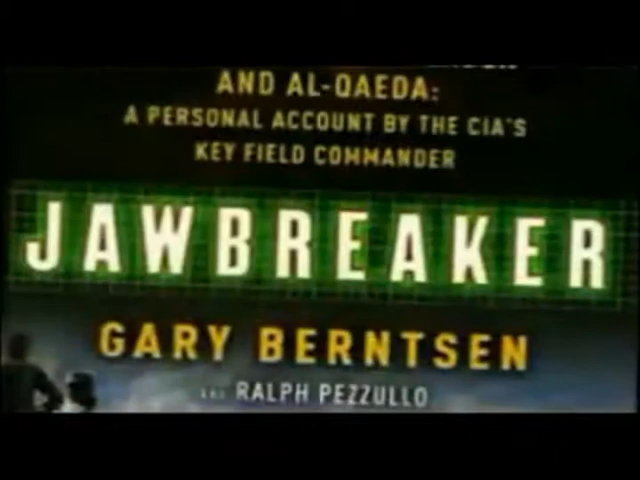 AND AL-QAEDA:
A PERSONAL ACCOUNT BY THE CIA'S
KEY FIELD COMMANDER
JAWBREAKER
GARY BERNTSEN
RALPH PEZZULLO